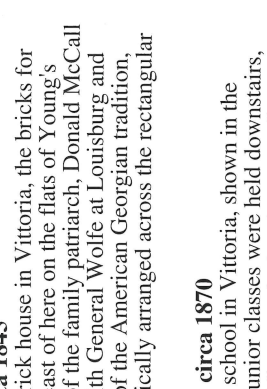 a 1845
rick house in Vittoria, the bricks for
ast of here on the flats of Young's
f the family patriarch, Donald McCall
th General Wolfe at Louisburg and
of the American Georgian tradition,
ically arranged across the rectangular
circa 1870
school in Vittoria, shown in the
unior classes were held downstairs,